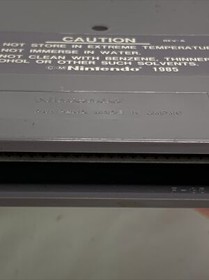 CAUTION REV-A
NOT STORE IN EXTREME TEMPERATU
NOT IMMERSE IN WATER.
NOT CLEAN WITH BENZENE, THINNER
OHOL OR OTHER SUCH SOLVENTS.
Nintendo 1985